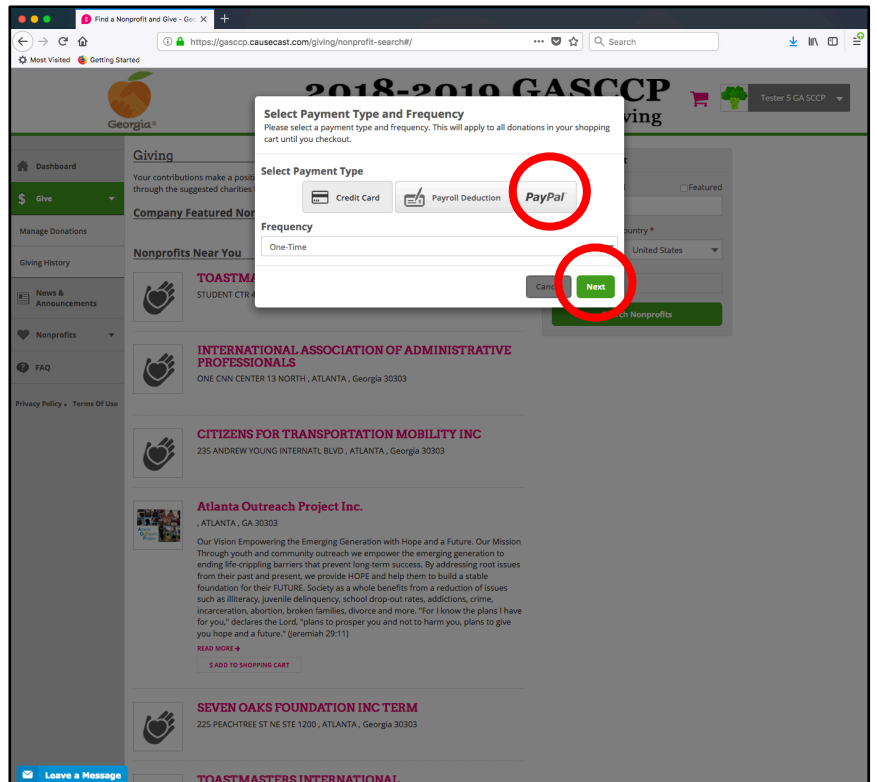 Find a Nonprofit and Give - Geo
https://gasccp.causecast.com/giving/nonprofit-search#/
Search
Most Visited
Getting Started
2018-2019 GASCCP
Georgia®
Tester 5 GA SCCP
Dashboard
$ Give
Manage Donations
Giving History
News &
Announcements
Nonprofits
FAQ
Privacy Policy • Terms Of Use
Giving
Your contributions make a positi
through the suggested charities
Company Featured Nor
Nonprofits Near You
Select Payment Type and Frequency
Please select a payment type and frequency. This will apply to all donations in your shopping
cart until you checkout.
Select Payment Type
Credit Card
Payroll Deduction
PayPal
Frequency
One-Time
Next
ving
Featured
ountry *
United States
ch Nonprofits
TOASTMA
STUDENT CTR 4
INTERNATIONAL ASSOCIATION OF ADMINISTRATIVE
PROFESSIONALS
ONE CNN CENTER 13 NORTH , ATLANTA , Georgia 30303
CITIZENS FOR TRANSPORTATION MOBILITY INC
235 ANDREW YOUNG INTERNATL BLVD , ATLANTA , Georgia 30303
Atlanta Outreach Project Inc.
, ATLANTA , GA 30303
Our Vision Empowering the Emerging Generation with Hope and a Future. Our Mission
Through youth and community outreach we empower the emerging generation to
ending life-crippling barriers that prevent long-term success. By addressing root issues
from their past and present, we provide HOPE and help them to build a stable
foundation for their FUTURE. Society as a whole benefits from a reduction of issues
such as illiteracy, juvenile delinquency, school drop-out rates, addictions, crime,
incarceration, abortion, broken families, divorce and more. "For I know the plans I have
for you," declares the Lord, "plans to prosper you and not to harm you, plans to give
you hope and a future." (Jeremiah 29:11)
READ MORE
$ ADD TO SHOPPING CART
SEVEN OAKS FOUNDATION INC TERM
225 PEACHTREE ST NE STE 1200 , ATLANTA , Georgia 30303
TOASTMASTERS INTERNATIONAL
Leave a Message